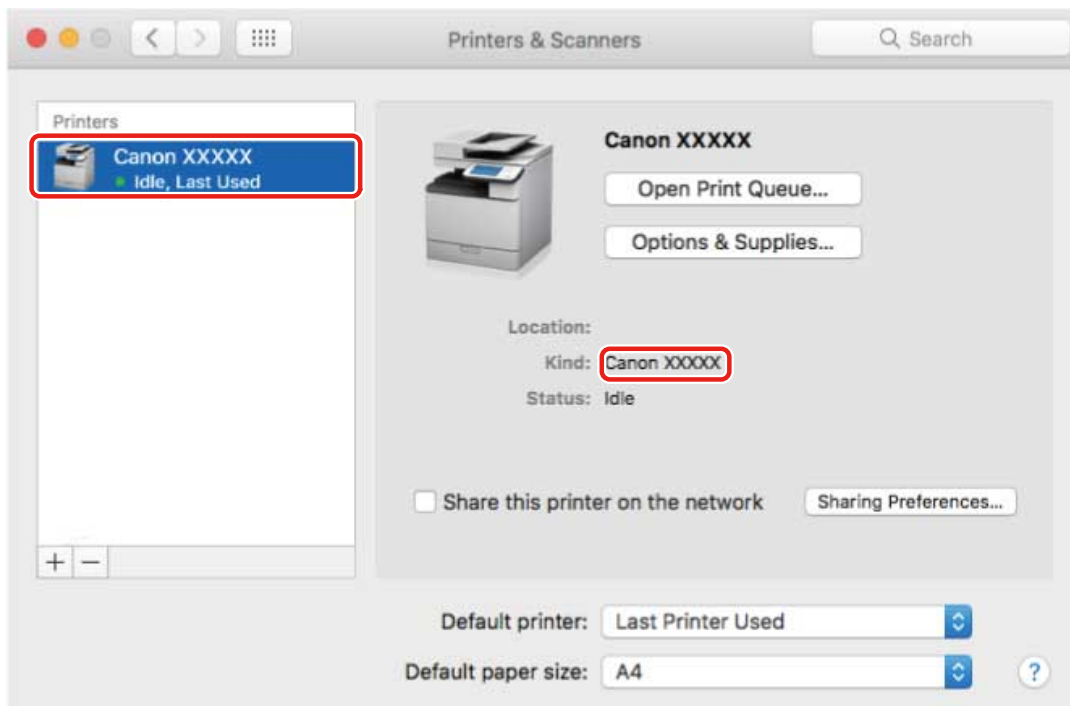 Printers & Scanners
Search
Printers
Canon XXXXX
Idle, Last Used
Canon XXXXX
Open Print Queue...
Options & Supplies...
Location:
Kind: Canon XXXXX
Status: Idle
Share this printer on the network
Sharing Preferences...
+ −
Default printer: Last Printer Used
Default paper size: A4
?